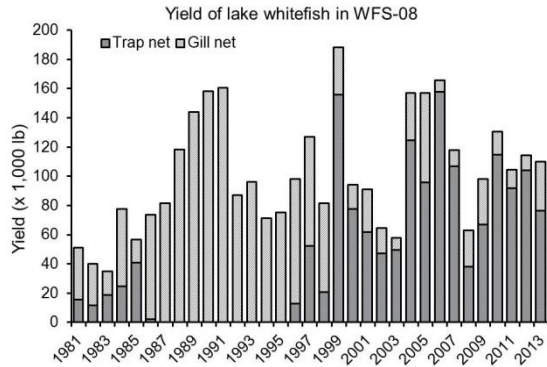 Yield of lake whitefish in WFS-08
Trap net Gill net
Yield (x 1,000 lb)
200
180
160
140
120
100
80
60
40
20
0
1981 1983 1985 1987 1989 1991 1993 1995 1997 1999 2001 2003 2005 2007 2009 2011 2013